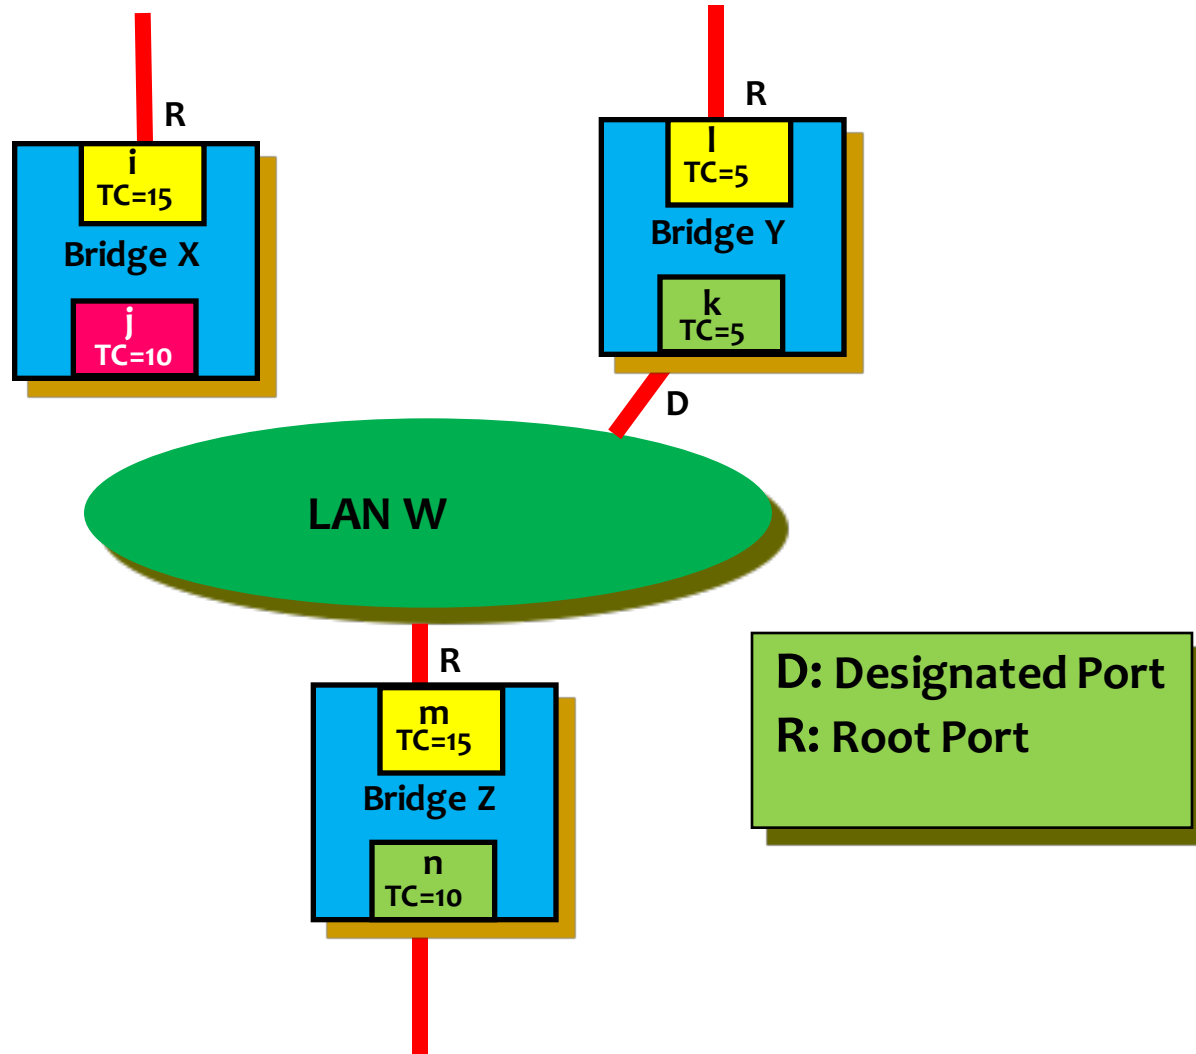 R
i
TC=15
Bridge X
j
TC=10
R
l
TC=5
Bridge Y
k
TC=5
D
LAN W
R
m
TC=15
Bridge Z
n
TC=10
D: Designated Port
R: Root Port